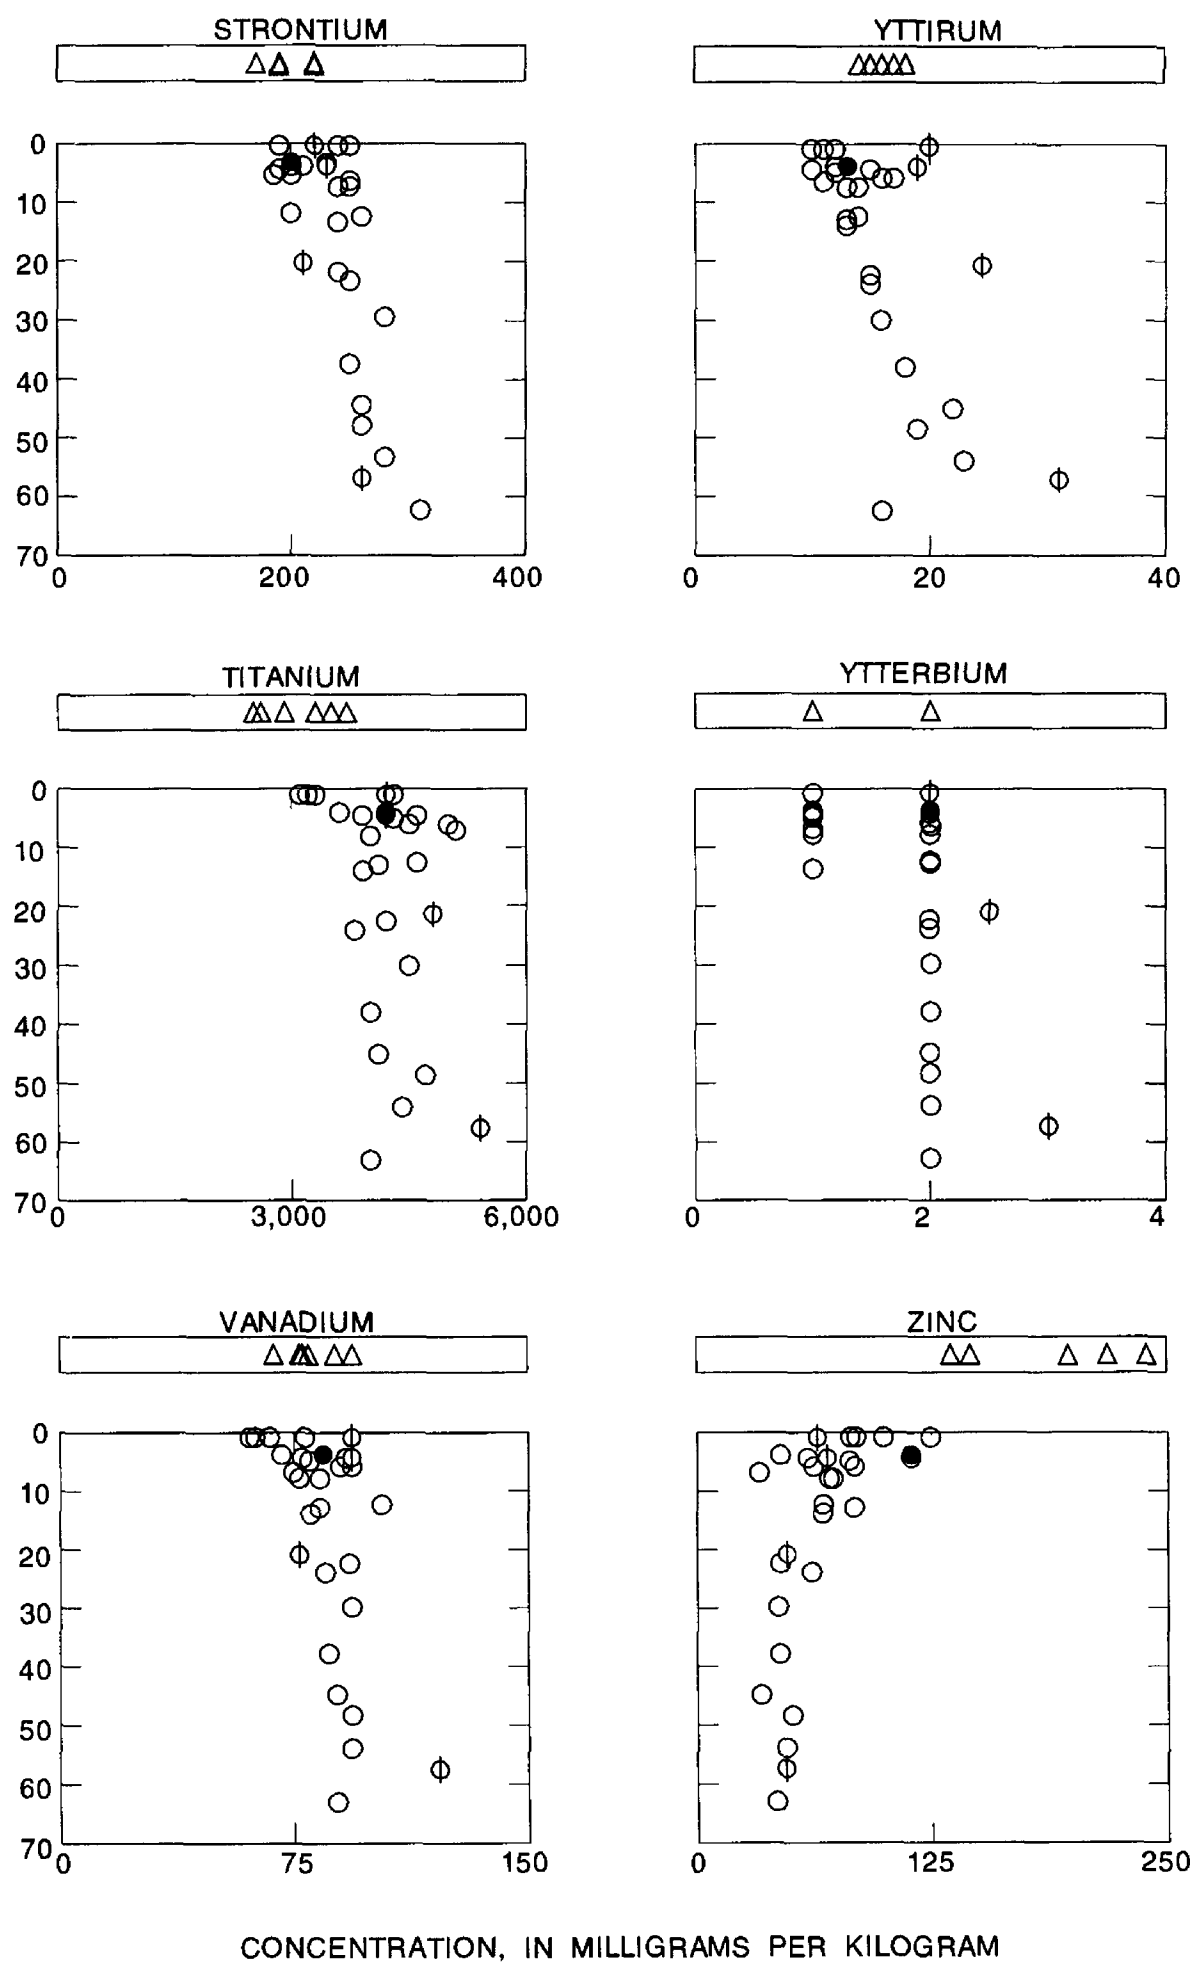 STRONTIUM
0
10
20
30
40
50
60
70
0 200 400
YTTIRUM
0 20 40
TITANIUM
0
10
20
30
40
50
60
70
0 3,000 6,000
YTTERBIUM
0 2 4
VANADIUM
0
10
20
30
40
50
60
70
0 75 150
ZINC
0 125 250
CONCENTRATION, IN MILLIGRAMS PER KILOGRAM